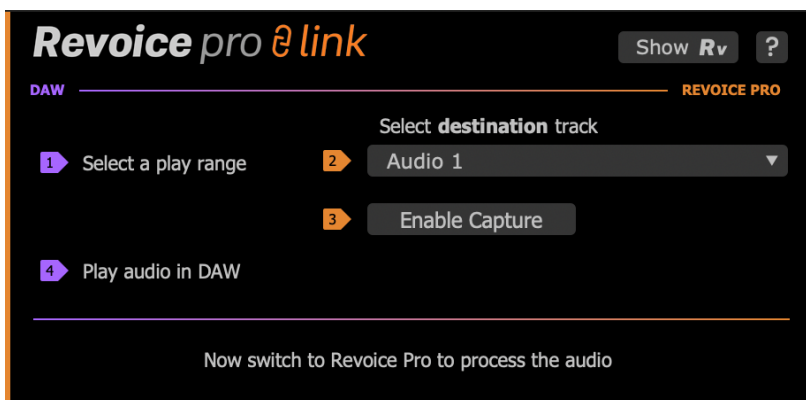 Revoice pro link
Show Rv ?
DAW REVOICE PRO
Select destination track
1 Select a play range 2 Audio 1
3 Enable Capture
4 Play audio in DAW
Now switch to Revoice Pro to process the audio